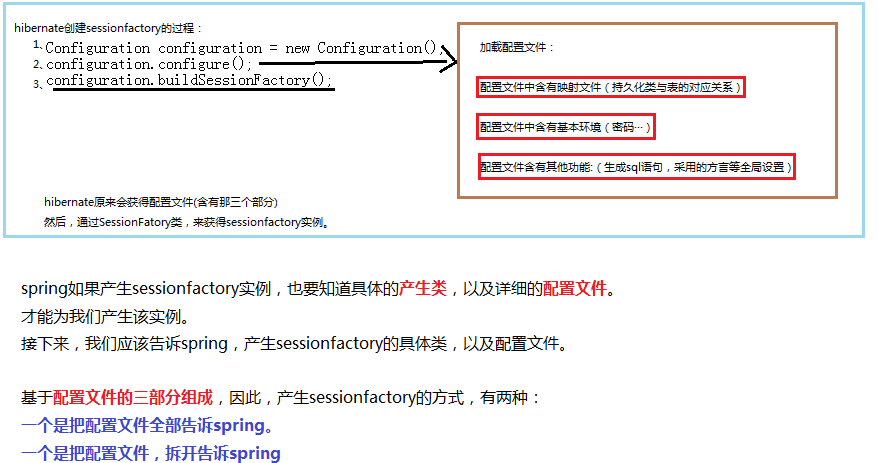 hibernate创建sessionfactory的过程：
1、Configuration configuration = new Configuration();
2、configuration.configure();
3、configuration.buildSessionFactory();
加载配置文件：
配置文件中含有映射文件（持久化类与表的对应关系）
配置文件中含有基本环境（密码…）
配置文件含有其他功能:（生成sql语句，采用的方言等全局设置）
hibernate原来会获得配置文件(含有那三个部分)
然后，通过SessionFatory类，来获得sessionfactory实例。
spring如果产生sessionfactory实例，也要知道具体的产生类，以及详细的配置文件。
才能为我们产生该实例。
接下来，我们应该告诉spring，产生sessionfactory的具体类，以及配置文件。
基于配置文件的三部分组成，因此，产生sessionfactory的方式，有两种：
一个是把配置文件全部告诉spring。
一个是把配置文件，拆开告诉spring